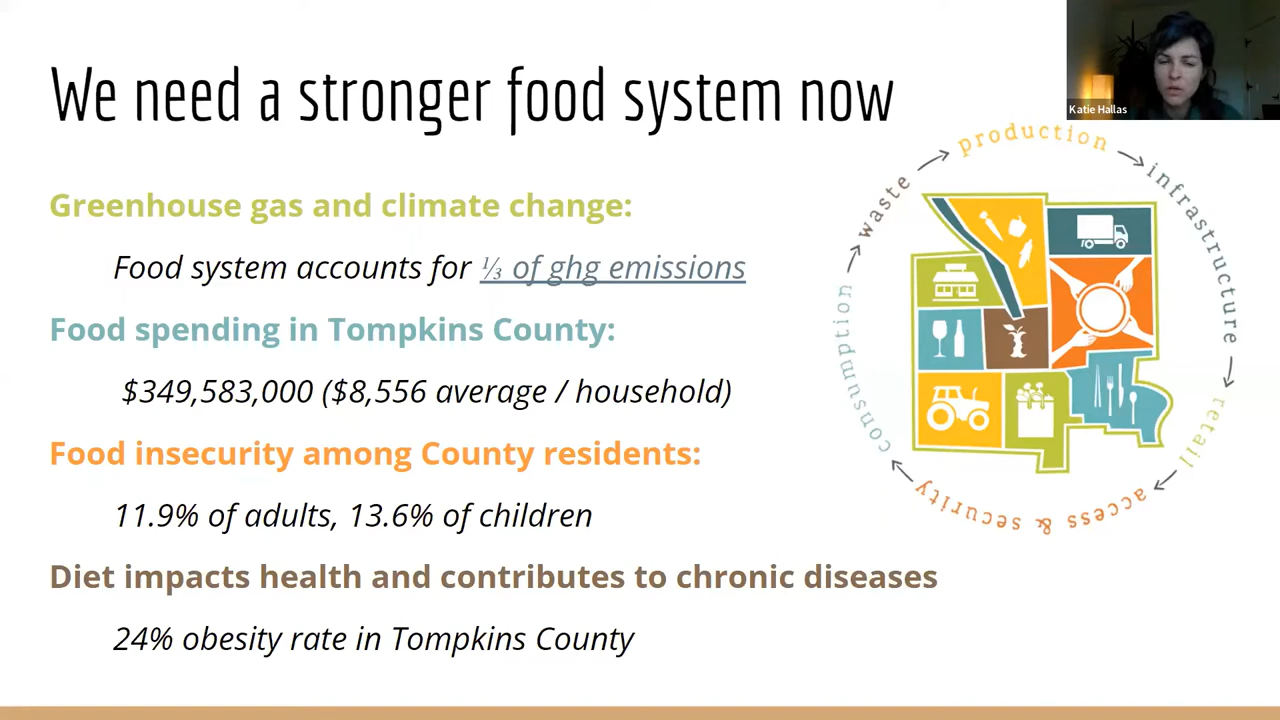 We need a stronger food system now
Katie Hallas
Greenhouse gas and climate change:
Food system accounts for ⅓ of ghg emissions
Food spending in Tompkins County:
$349,583,000 ($8,556 average / household)
Food insecurity among County residents:
11.9% of adults, 13.6% of children
Diet impacts health and contributes to chronic diseases
24% obesity rate in Tompkins County
production
infrastructure
retail
access & security
consumption
waste